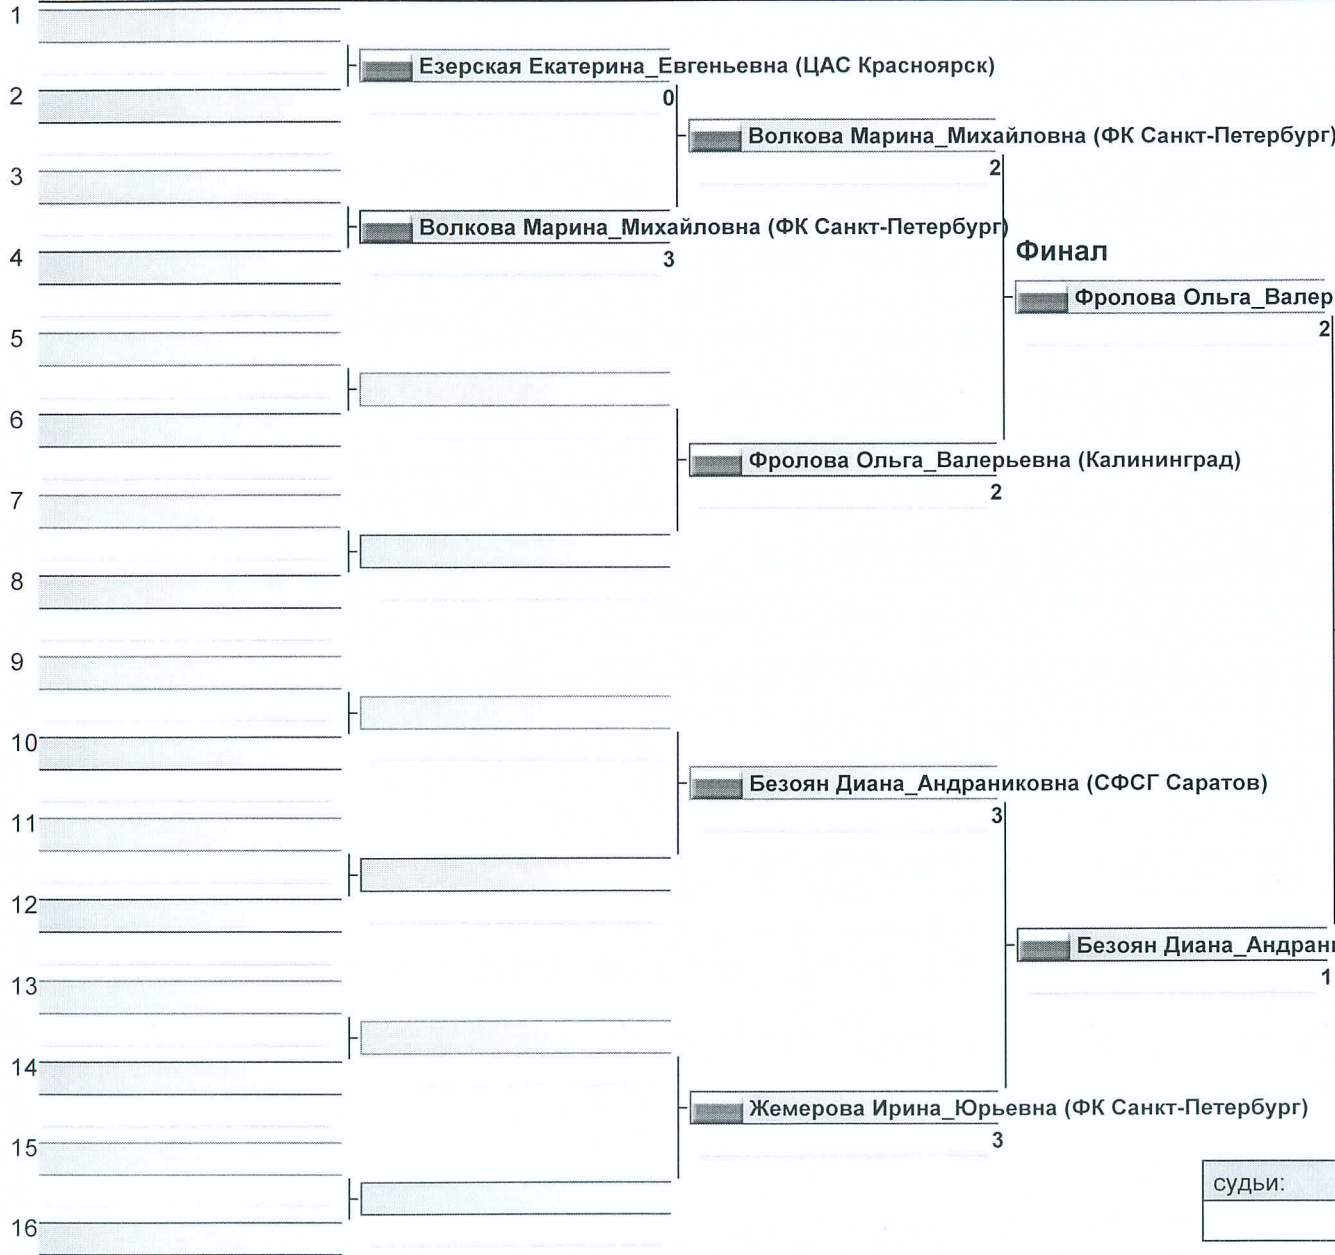 1
Езерская Екатерина_Евгеньевна (ЦАС Красноярск)
2
0
Волкова Марина_Михайловна (ФК Санкт-Петербург)
2
3
Волкова Марина_Михайловна (ФК Санкт-Петербург)
4
3
Финал
Фролова Ольга_Валер
2
5
6
Фролова Ольга_Валерьевна (Калининград)
2
7
8
9
10
Безоян Диана_Андраниковна (СФСГ Саратов)
3
11
12
Безоян Диана_Андрани
1
13
14
Жемерова Ирина_Юрьевна (ФК Санкт-Петербург)
3
15
судьи:
16